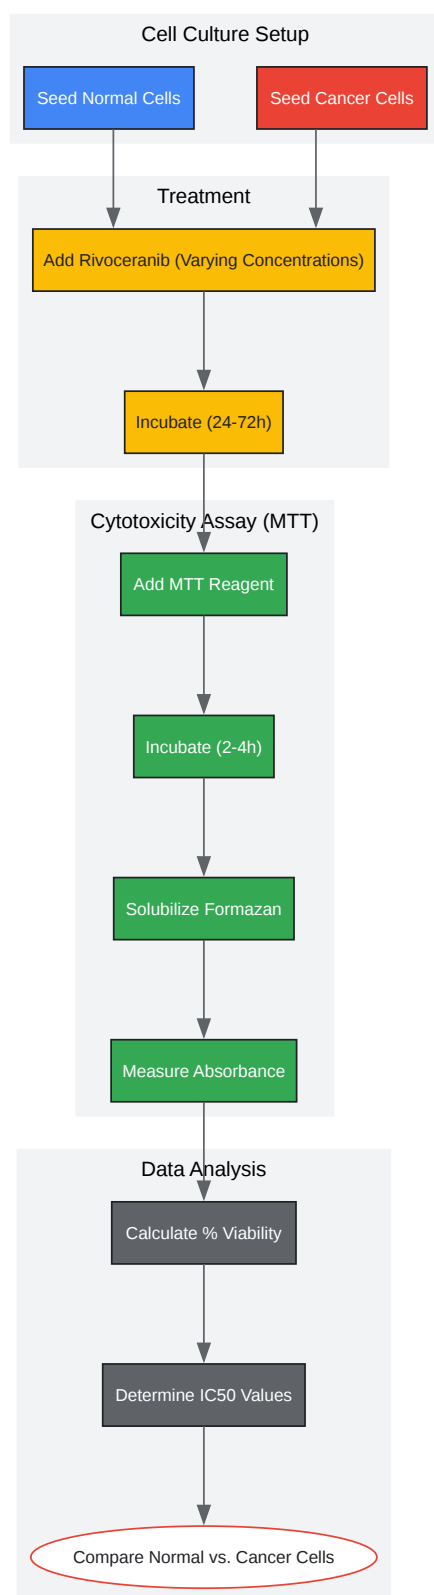 Cell Culture Setup
Seed Normal Cells
Seed Cancer Cells
Treatment
Add Rivoceranib (Varying Concentrations)
Incubate (24-72h)
Cytotoxicity Assay (MTT)
Add MTT Reagent
Incubate (2-4h)
Solubilize Formazan
Measure Absorbance
Data Analysis
Calculate % Viability
Determine IC50 Values
Compare Normal vs. Cancer Cells